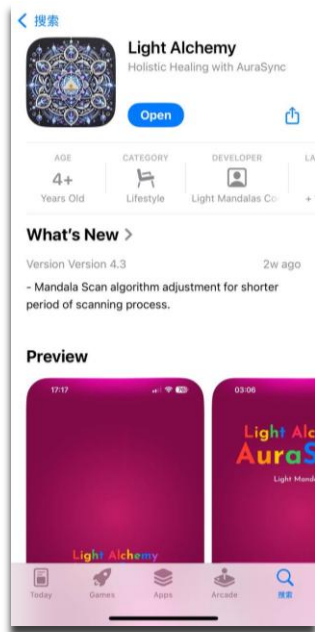 搜索
Light Alchemy
Holistic Healing with AuraSync
Open
AGE CATEGORY DEVELOPER LA
4+
Years Old Lifestyle Light Mandalas Co +
What's New >
Version Version 4.3 2w ago
- Mandala Scan algorithm adjustment for shorter
period of scanning process.
Preview
17:17 03:06
Light Alc
AuraS
Light Manda
Light Alchemy
Today Games Apps Arcade 搜索